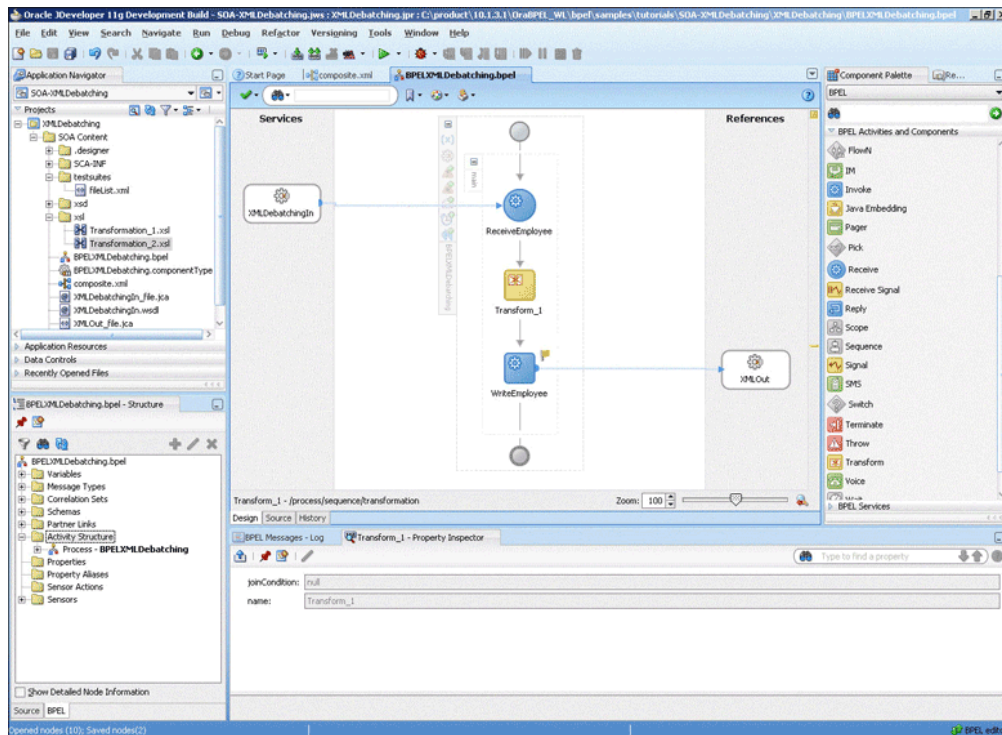 Oracle JDeveloper 11g Development Build - SOA-XMLDebatching.jws : XMLDebatching.jpr : C:\product\10.1.3.1\OraBPEL_WL\bpel\samples\tutorials\SOA-XMLDebatching\XMLDebatching\BPELXMLDebatching.bpel
File Edit View Search Navigate Run Debug Refactor Versioning Tools Window Help
Application Navigator
SOA-XMLDebatching
Projects
XMLDebatching
SOA Content
.designer
SCA-INF
testsuites
fileList.xml
xsd
xsl
Transformation_1.xsl
Transformation_2.xsl
BPELXMLDebatching.bpel
BPELXMLDebatching.componentType
composite.xml
XMLDebatchingIn_file.jca
XMLDebatchingIn.wsdl
XMLOut_file.jca
Application Resources
Data Controls
Recently Opened Files
BPELXMLDebatching.bpel - Structure
BPELXMLDebatching.bpel
Variables
Message Types
Correlation Sets
Schemas
Partner Links
Activity Structure
Process - BPELXMLDebatching
Properties
Property Aliases
Sensor Actions
Sensors
Show Detailed Node Information
Source BPEL
Start Page composite.xml BPELXMLDebatching.bpel
Services
References
XMLDebatchingIn
main
BPELXMLDebatching
ReceiveEmployee
Transform_1
WriteEmployee
XMLOut
Transform_1 - /process/sequence/transformation
Zoom: 100
Design Source History
BPEL Messages - Log Transform_1 - Property Inspector
Type to find a property
joinCondition: null
name: Transform_1
Component Palette Re...
BPEL
BPEL Activities and Components
FlowN
IM
Invoke
Java Embedding
Pager
Pick
Receive
Receive Signal
Reply
Scope
Sequence
Signal
SMS
Switch
Terminate
Throw
Transform
Voice
Wait
BPEL Services
Opened nodes (10); Saved nodes(2)
BPEL edit